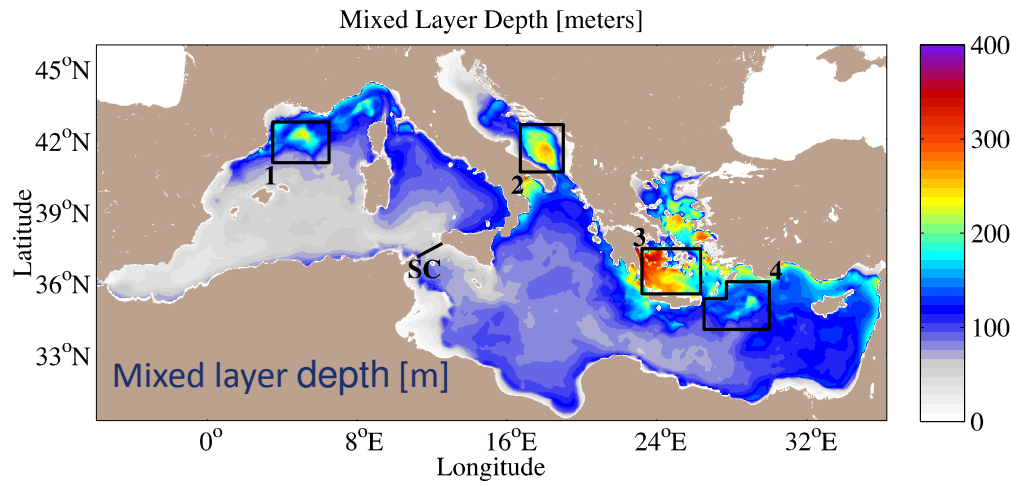 Mixed Layer Depth [meters]
45°N
42°N
39°N
36°N
33°N
Latitude
1
2
3
4
SC
Mixed layer depth [m]
0°
8°E
16°E
24°E
32°E
Longitude
400
300
200
100
0